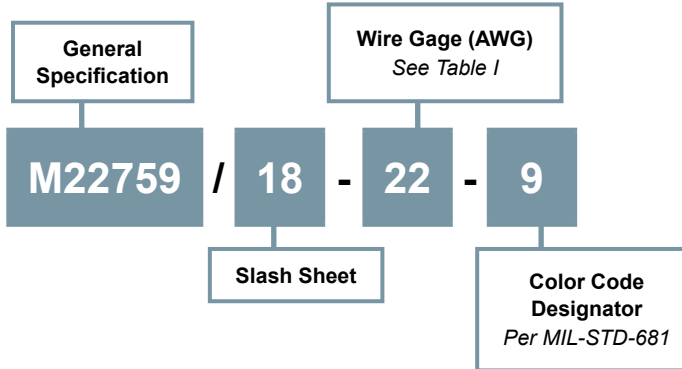 General
Specification
Wire Gage (AWG)
See Table I
M22759 / 18 - 22 - 9
Slash Sheet
Color Code
Designator
Per MIL-STD-681